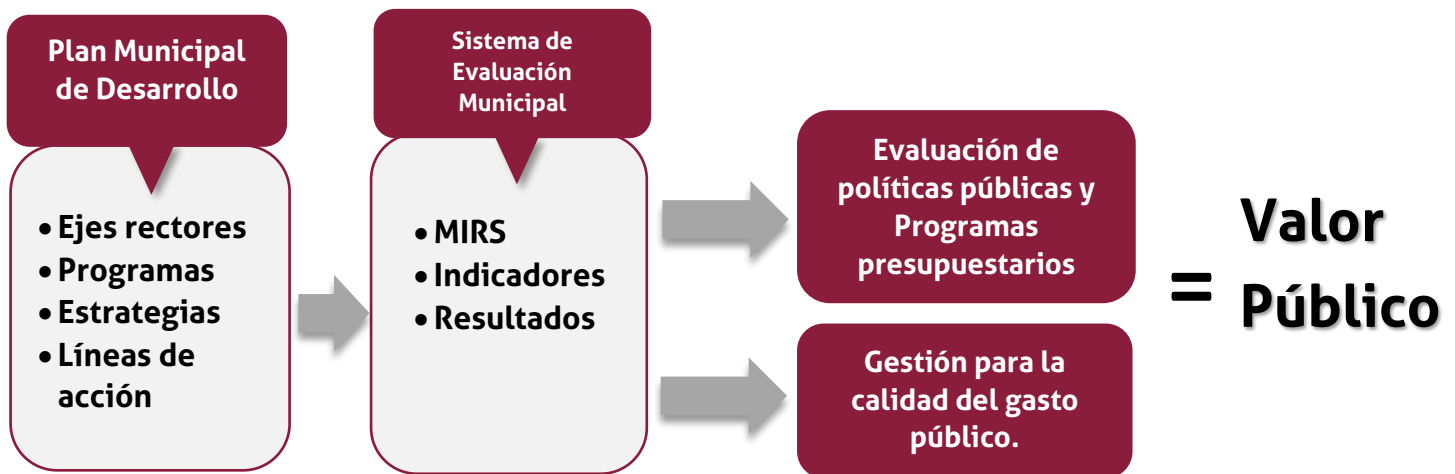 Plan Municipal
de Desarrollo
• Ejes rectores
• Programas
• Estrategias
• Líneas de
acción
Sistema de
Evaluación
Municipal
• MIRS
• Indicadores
• Resultados
Evaluación de
políticas públicas y
Programas
presupuestarios
Gestión para la
calidad del gasto
público.
=
Valor
Público